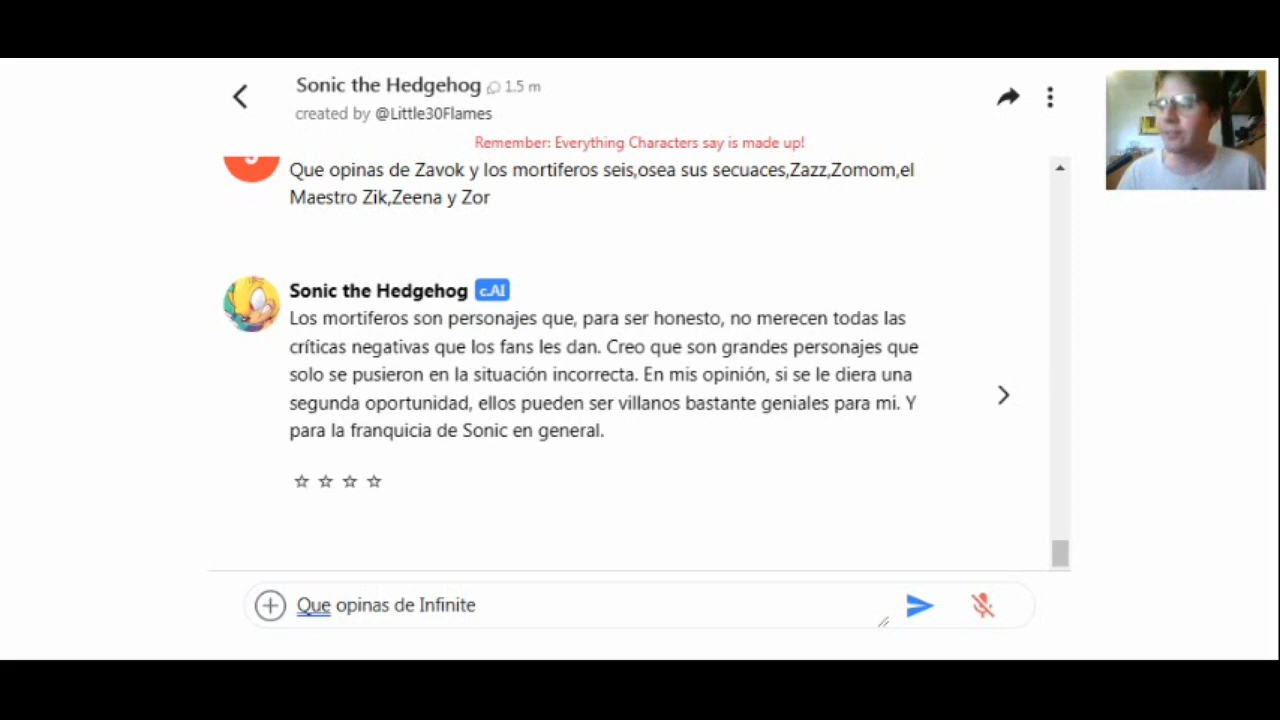 Sonic the Hedgehog 1.5 m
created by @Little30Flames
Remember: Everything Characters say is made up!
Que opinas de Zavok y los mortiferos seis,osea sus secuaces,Zazz,Zomom,el
Maestro Zik,Zeena y Zor
Sonic the Hedgehog c.AI
Los mortiferos son personajes que, para ser honesto, no merecen todas las
críticas negativas que los fans les dan. Creo que son grandes personajes que
solo se pusieron en la situación incorrecta. En mis opinión, si se le diera una
segunda oportunidad, ellos pueden ser villanos bastante geniales para mi. Y
para la franquicia de Sonic en general.
Que opinas de Infinite